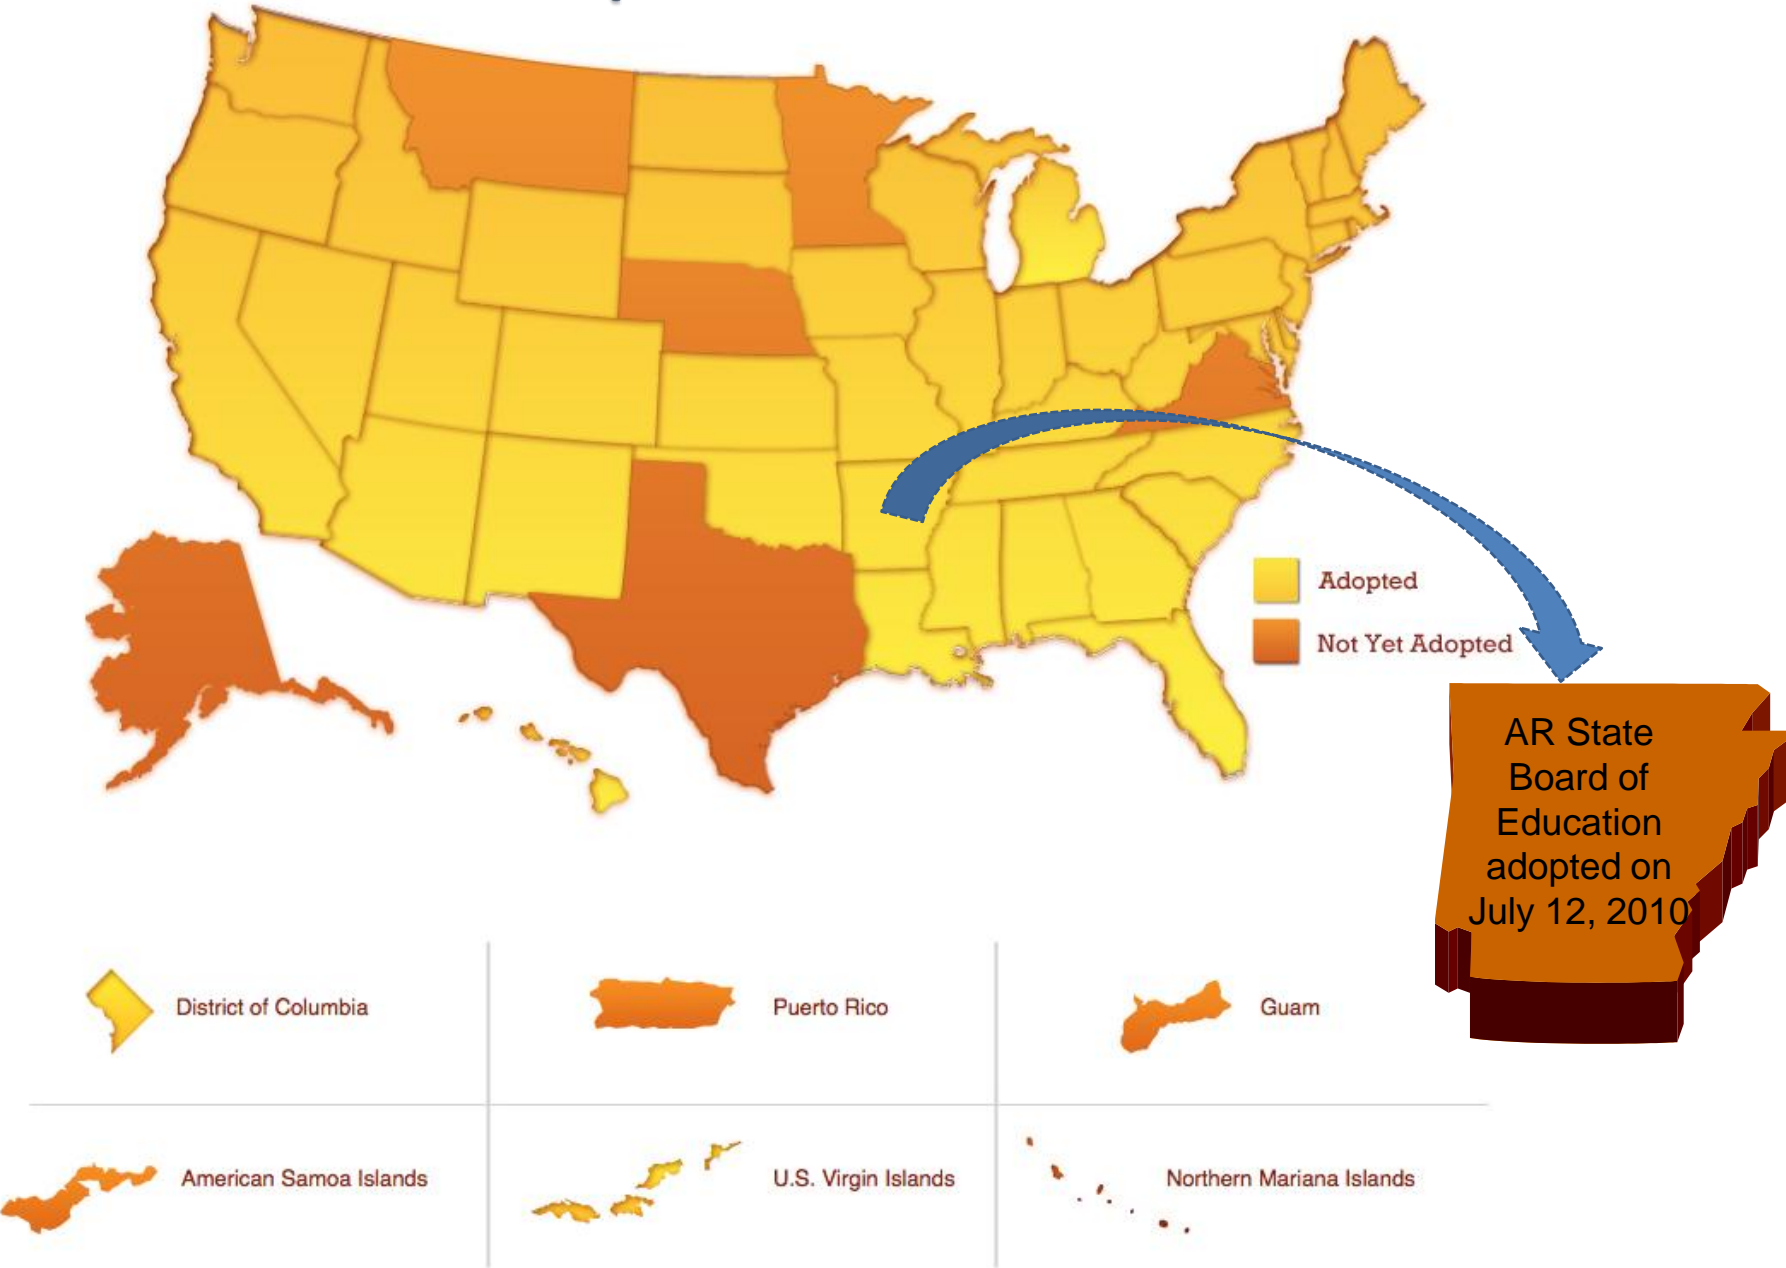 Adopted
Not Yet Adopted
AR State
Board of
Education
adopted on
July 12, 2010
District of Columbia
Puerto Rico
Guam
American Samoa Islands
U.S. Virgin Islands
Northern Mariana Islands